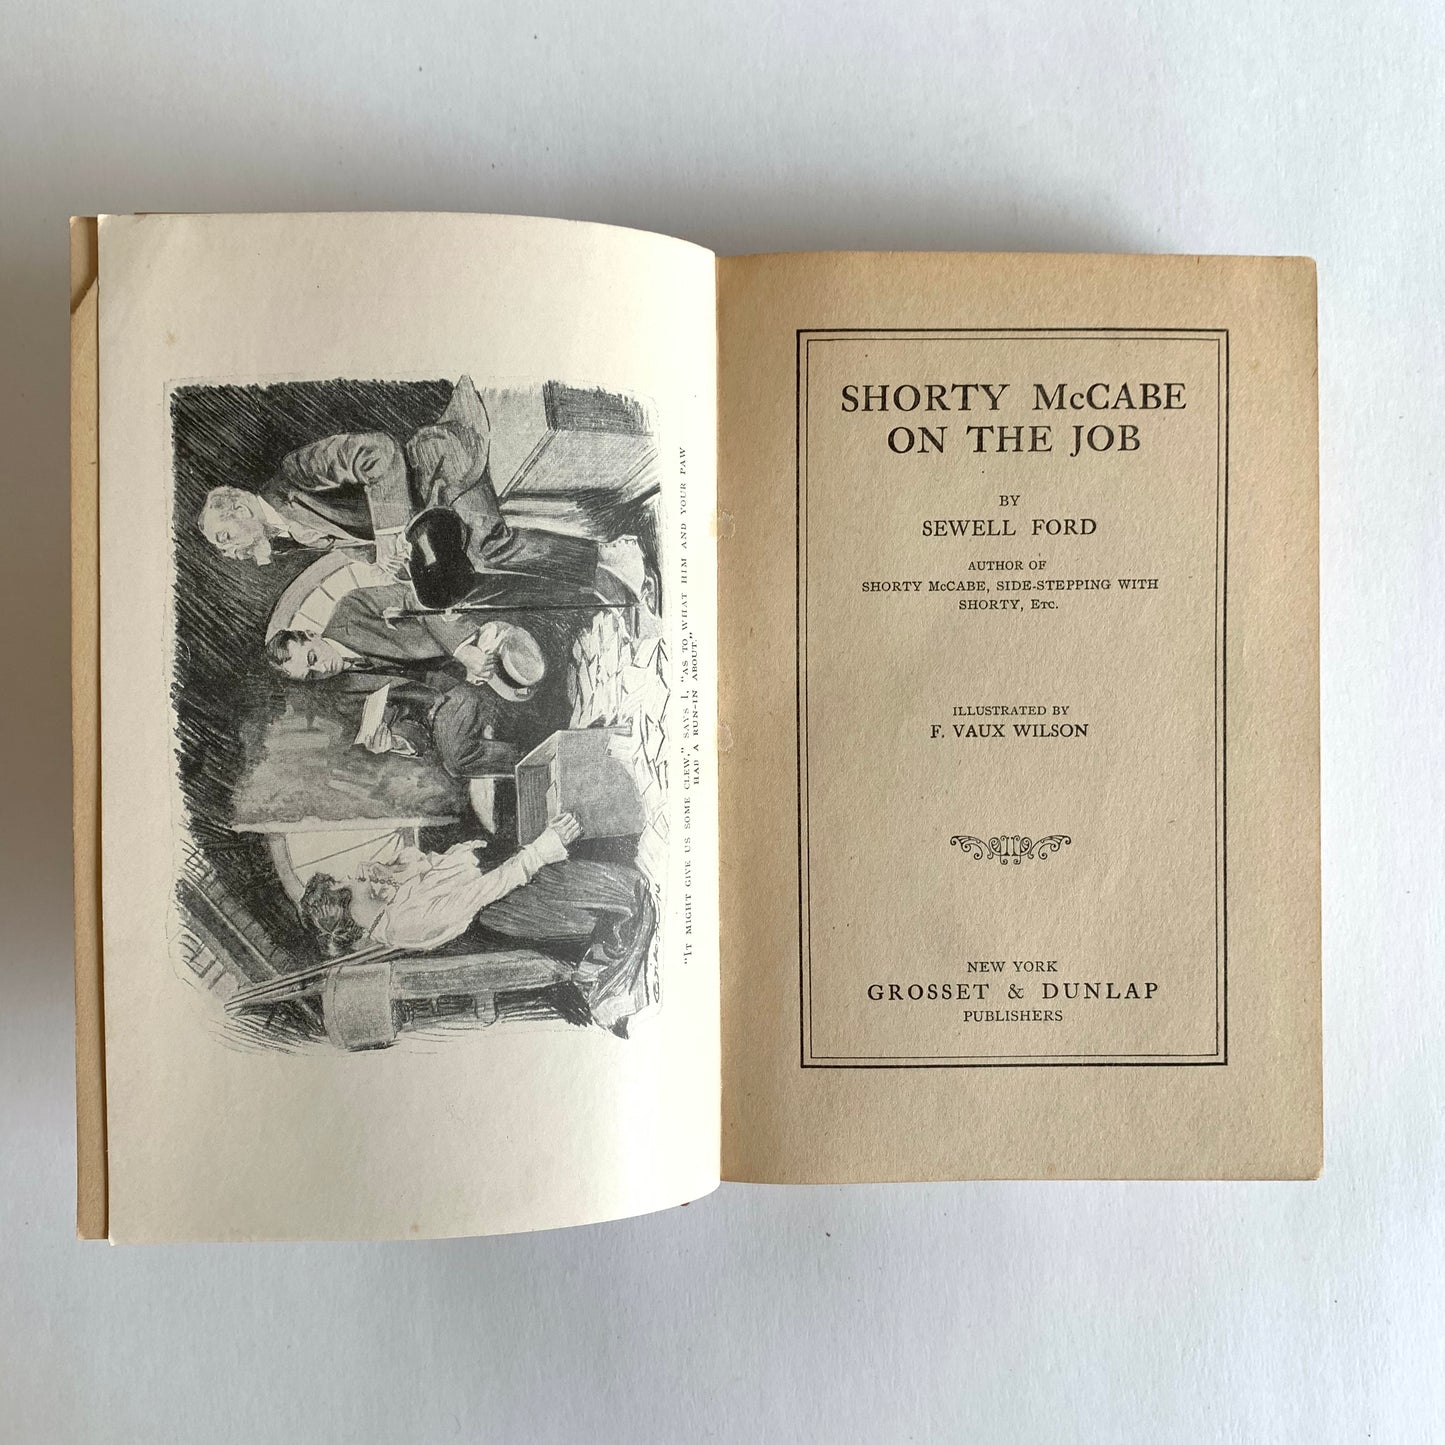 "IT MIGHT GIVE US SOME CLEW," SAYS I, "AS TO WHAT HIM AND YOUR PAW
HAD A RUN-IN ABOUT."
SHORTY McCABE
ON THE JOB
BY
SEWELL FORD
AUTHOR OF
SHORTY McCABE, SIDE-STEPPING WITH
SHORTY, ETC.
ILLUSTRATED BY
F. VAUX WILSON
NEW YORK
GROSSET & DUNLAP
PUBLISHERS